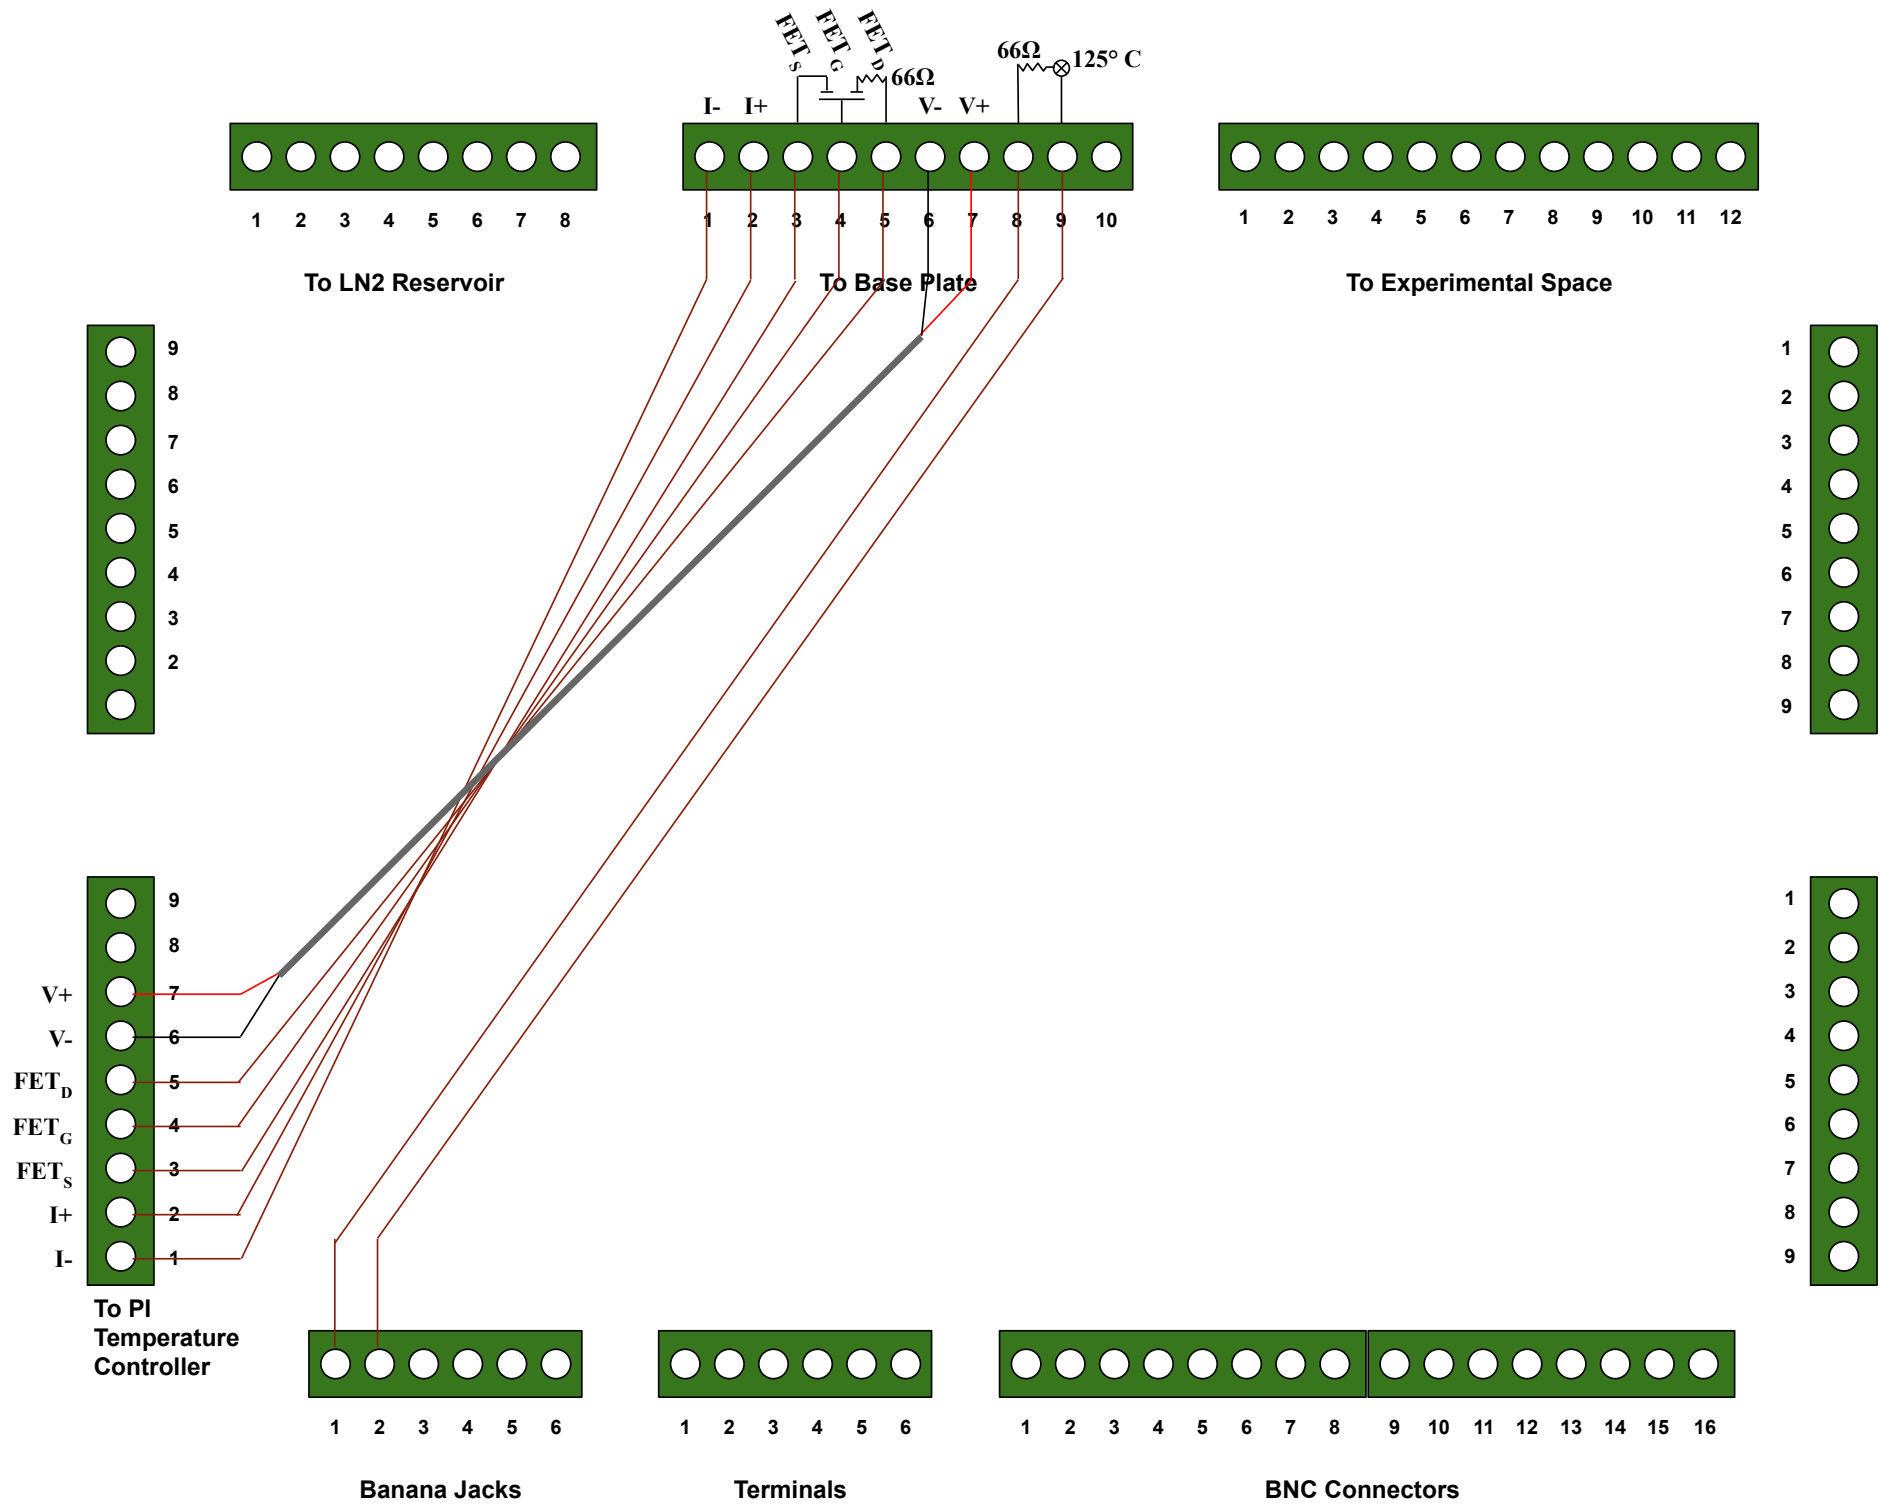 FETS FETG FETD
66Ω 125° C
66Ω
I- I+ V- V+
1 2 3 4 5 6 7 8
1 2 3 4 5 6 7 8 9 10
1 2 3 4 5 6 7 8 9 10 11 12
To LN2 Reservoir
To Base Plate
To Experimental Space
9
8
7
6
5
4
3
2
1
2
3
4
5
6
7
8
9
9
8
V+ 7
V- 6
FETD 5
FETG 4
FETS 3
I+ 2
I- 1
To PI
Temperature
Controller
1
2
3
4
5
6
7
8
9
1 2 3 4 5 6
1 2 3 4 5 6
1 2 3 4 5 6 7 8 9 10 11 12 13 14 15 16
Banana Jacks
Terminals
BNC Connectors